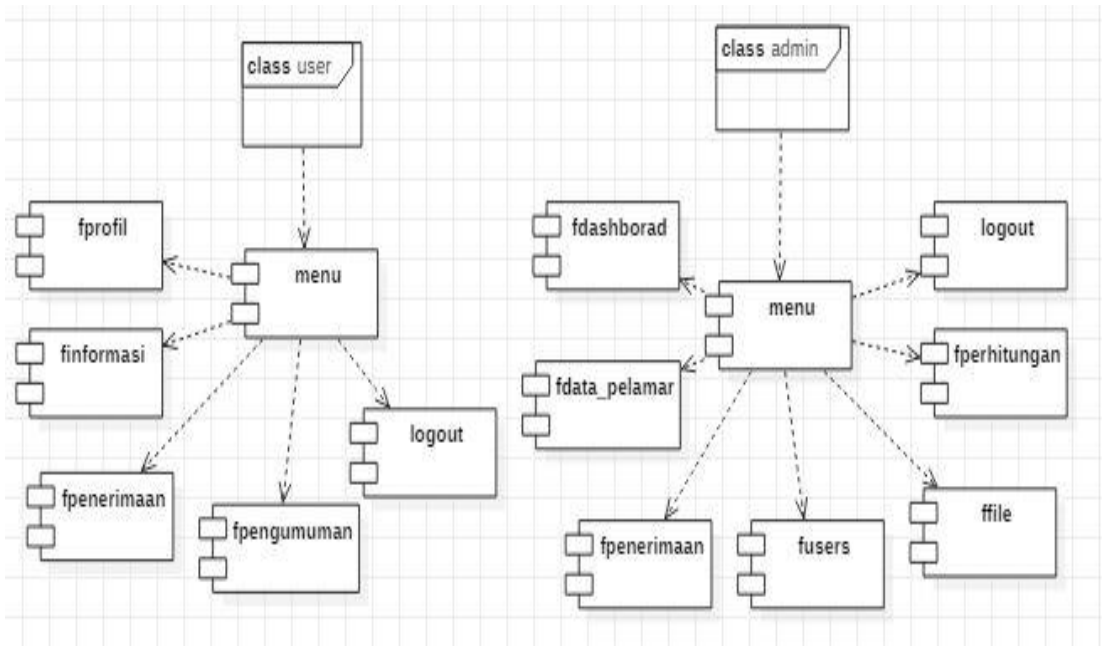 class user
menu
fprofil
finformasi
fpenerimaan
fpengumuman
logout
class admin
menu
fdashborad
fdata_pelamar
fpenerimaan
fusers
ffile
fperhitungan
logout